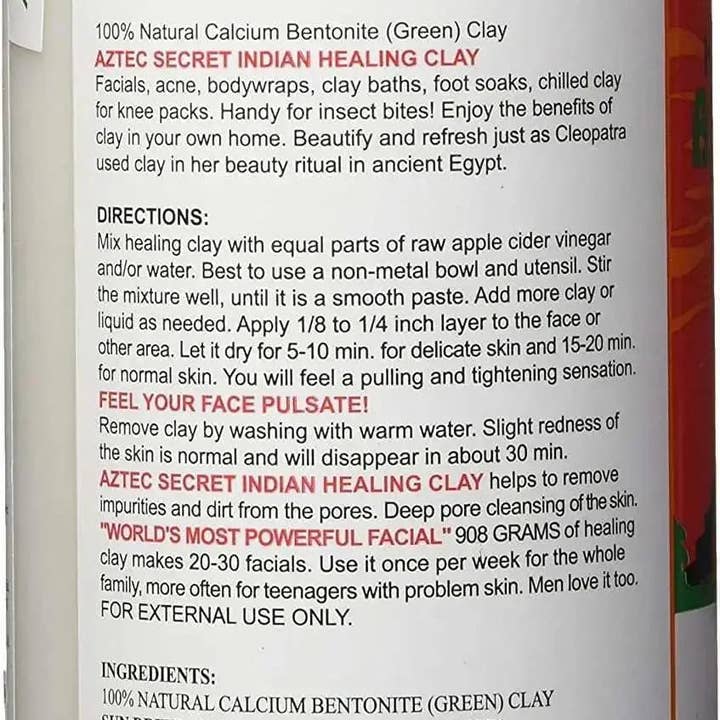 100% Natural Calcium Bentonite (Green) Clay
AZTEC SECRET INDIAN HEALING CLAY
Facials, acne, bodywraps, clay baths, foot soaks, chilled clay
for knee packs. Handy for insect bites! Enjoy the benefits of
clay in your own home. Beautify and refresh just as Cleopatra
used clay in her beauty ritual in ancient Egypt.
DIRECTIONS:
Mix healing clay with equal parts of raw apple cider vinegar
and/or water. Best to use a non-metal bowl and utensil. Stir
the mixture well, until it is a smooth paste. Add more clay or
liquid as needed. Apply 1/8 to 1/4 inch layer to the face or
other area. Let it dry for 5-10 min. for delicate skin and 15-20 min.
for normal skin. You will feel a pulling and tightening sensation.
FEEL YOUR FACE PULSATE!
Remove clay by washing with warm water. Slight redness of
the skin is normal and will disappear in about 30 min.
AZTEC SECRET INDIAN HEALING CLAY helps to remove
impurities and dirt from the pores. Deep pore cleansing of the skin.
"WORLD'S MOST POWERFUL FACIAL" 908 GRAMS of healing
clay makes 20-30 facials. Use it once per week for the whole
family, more often for teenagers with problem skin. Men love it too.
FOR EXTERNAL USE ONLY.
INGREDIENTS:
100% NATURAL CALCIUM BENTONITE (GREEN) CLAY